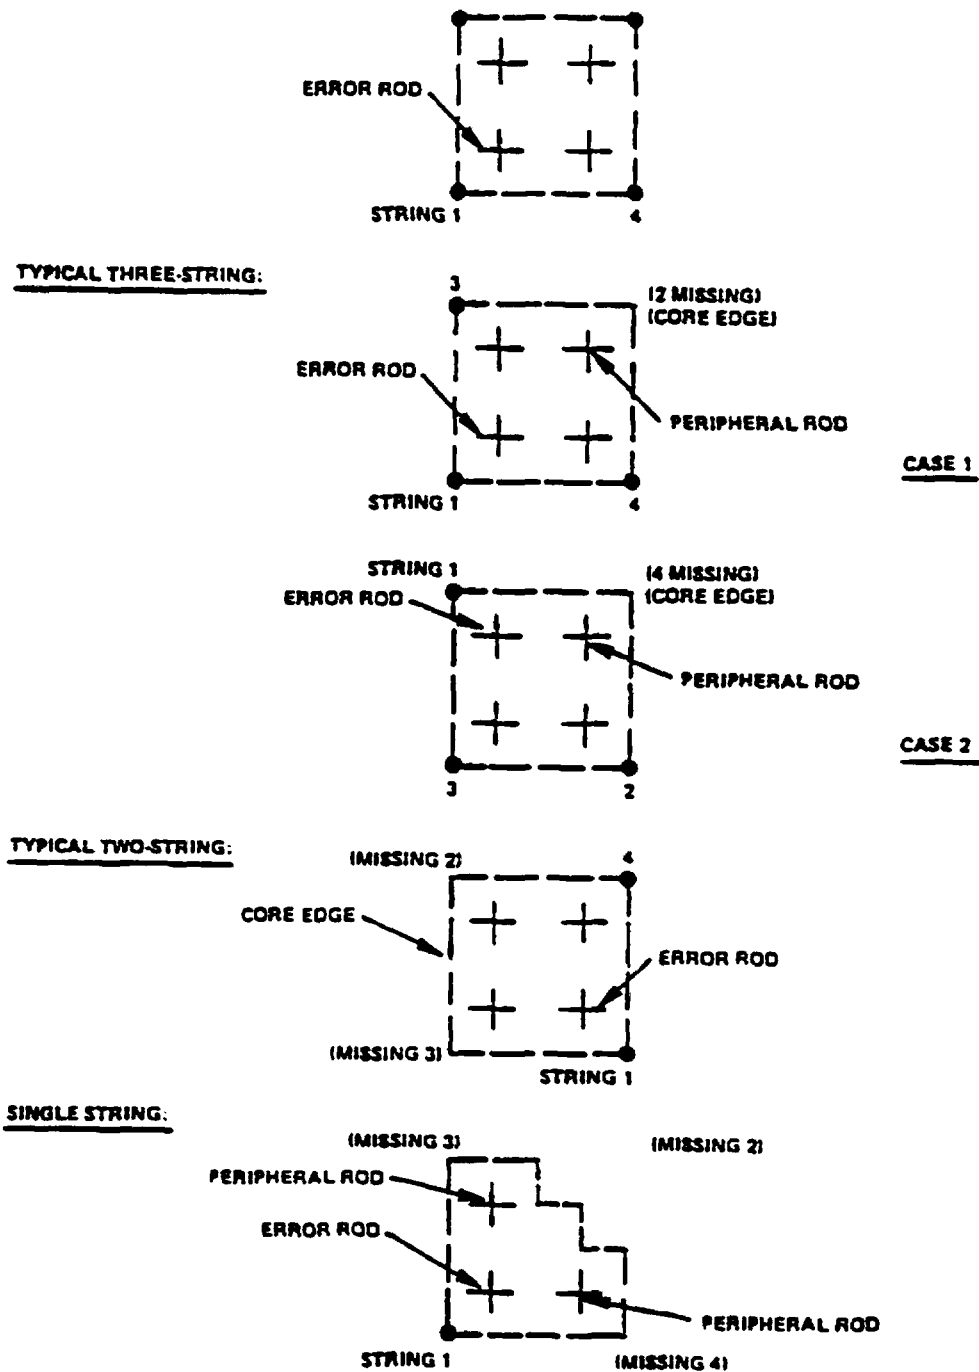 ERROR ROD
STRING 1
4
TYPICAL THREE-STRING:
3
(2 MISSING)
(CORE EDGE)
ERROR ROD
PERIPHERAL ROD
CASE 1
STRING 1
4
STRING 1
(4 MISSING)
(CORE EDGE)
ERROR ROD
PERIPHERAL ROD
CASE 2
3
2
TYPICAL TWO-STRING:
(MISSING 2)
4
CORE EDGE
ERROR ROD
(MISSING 3)
STRING 1
SINGLE STRING:
(MISSING 3)
(MISSING 2)
PERIPHERAL ROD
ERROR ROD
PERIPHERAL ROD
STRING 1
(MISSING 4)